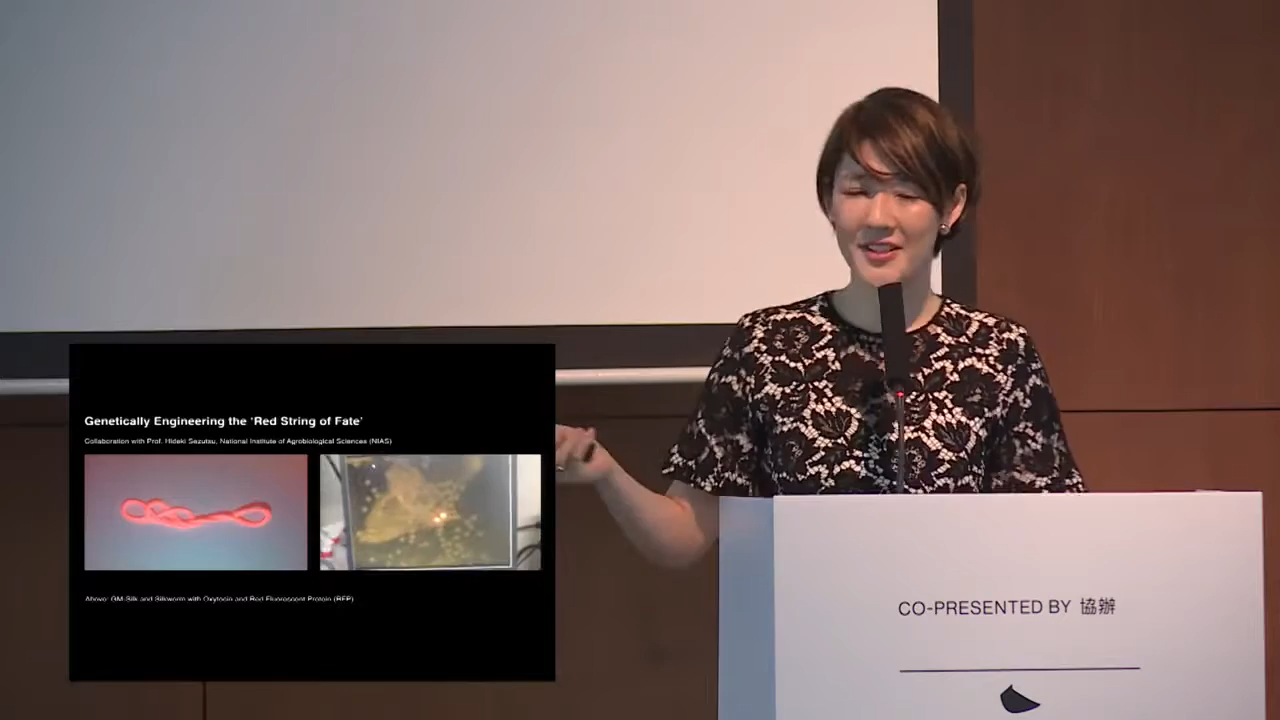 Genetically Engineering the ‘Red String of Fate’
Collaboration with Prof. Hideki Sezutsu, National Institute of Agrobiological Sciences (NIAS)
Above: GM-Silk and Silkworm with Oxytocin and Red Fluorescent Protein (RFP)
CO-PRESENTED BY 協辦